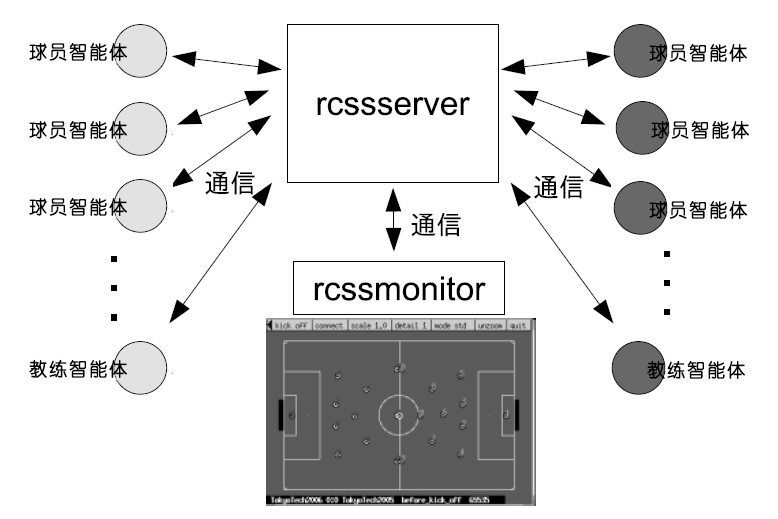 球员智能体
rcssserver
球员智能体
球员智能体
球员智能体
球员智能体
通信
通信
球员智能体
通信
rcssmonitor
kick off connect scale 1.0 detail 1 mode std unzoom quit
教练智能体
教练智能体
TokyoTech2006 0:0 TokyoTech2005 before_kick_off 65535